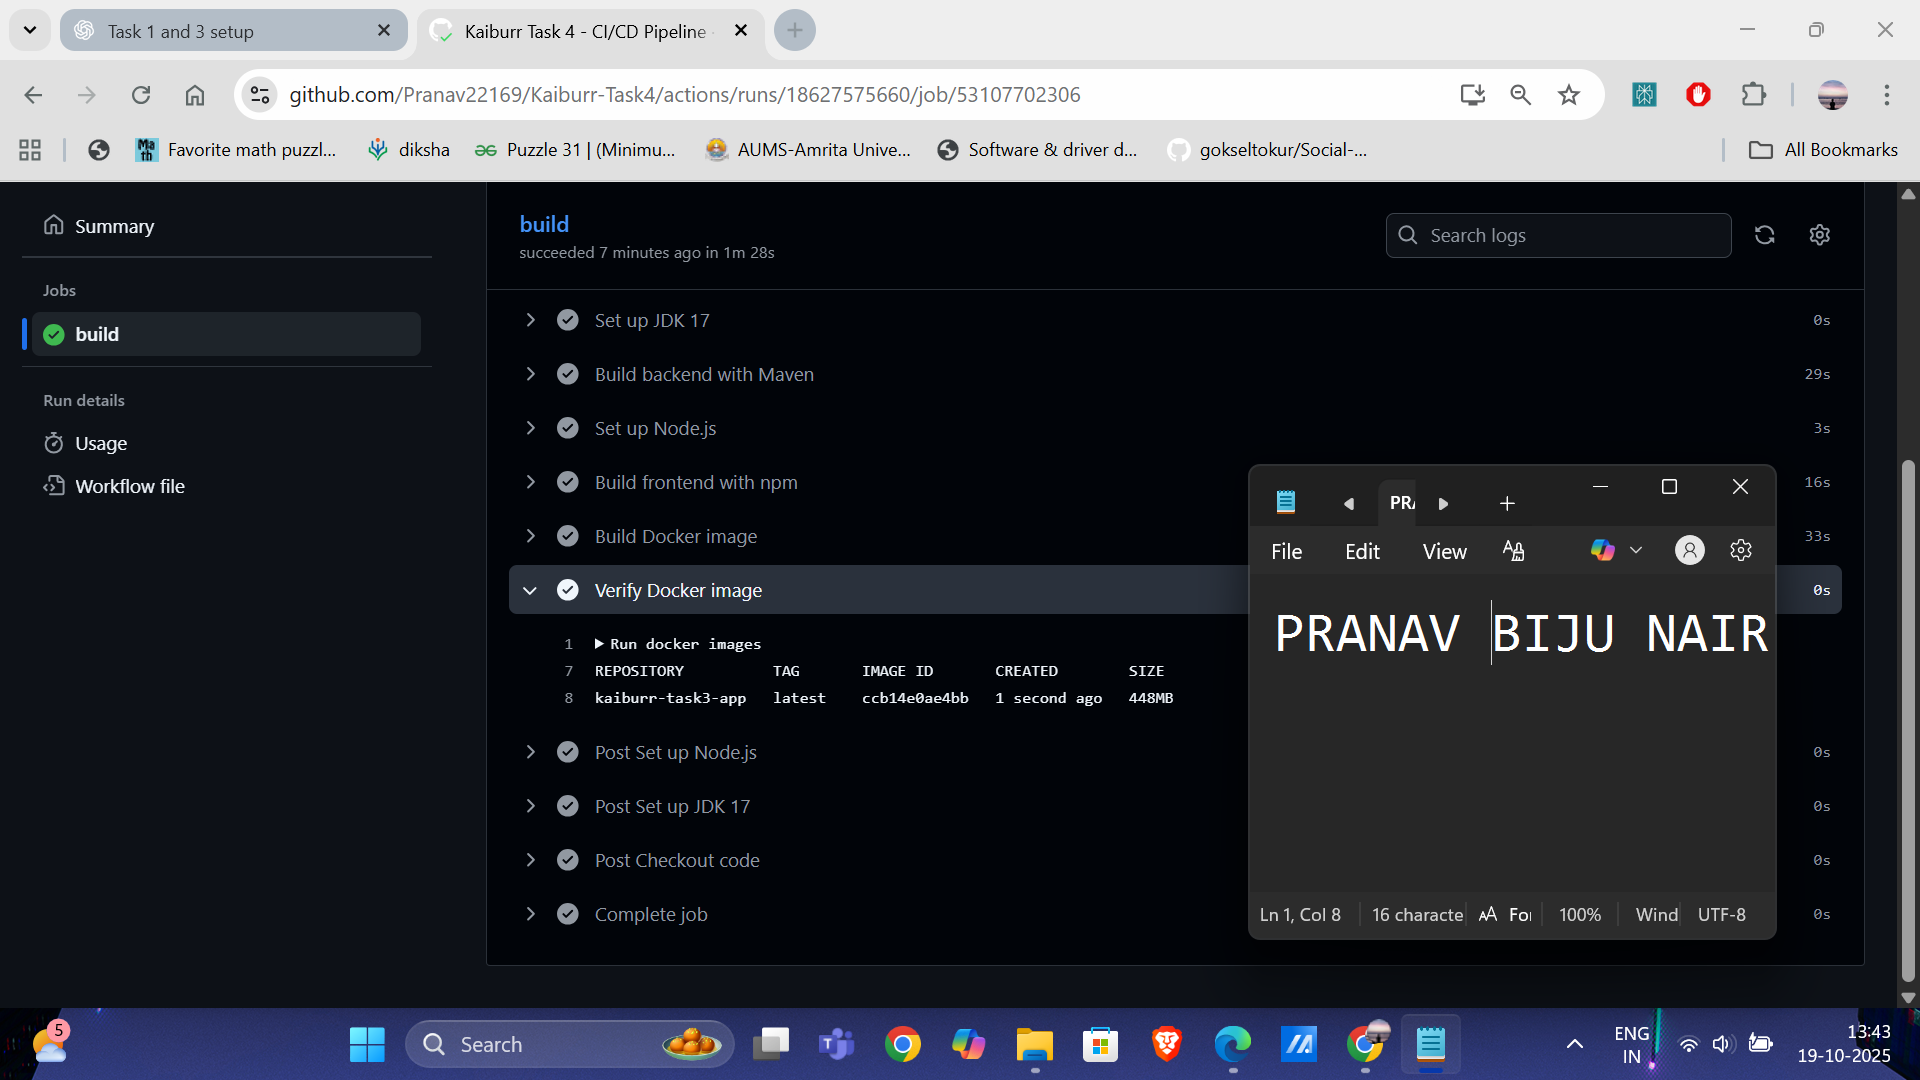 Task 1 and 3 setup
Kaiburr Task 4 - CI/CD Pipeline
github.com/Pranav22169/Kaiburr-Task4/actions/runs/18627575660/job/53107702306
Ma th Favorite math puzzl...
diksha
Puzzle 31 | (Minimu...
AUMS-Amrita Unive...
Software & driver d...
gokseltokur/Social-...
All Bookmarks
Summary
Jobs
build
Run details
Usage
Workflow file
build
succeeded 7 minutes ago in 1m 28s
Search logs
Set up JDK 17 0s
Build backend with Maven 29s
Set up Node.js 3s
Build frontend with npm 16s
Build Docker image 33s
Verify Docker image 0s
1 Run docker images
7 REPOSITORY TAG IMAGE ID CREATED SIZE
8 kaiburr-task3-app latest ccb14e0ae4bb 1 second ago 448MB
Post Set up Node.js 0s
Post Set up JDK 17 0s
Post Checkout code 0s
Complete job 0s
PRA
File Edit View
PRANAV BIJU NAIR
Ln 1, Col 8 16 characte For 100% Wind UTF-8
5
Search
ENG
IN
13:43
19-10-2025